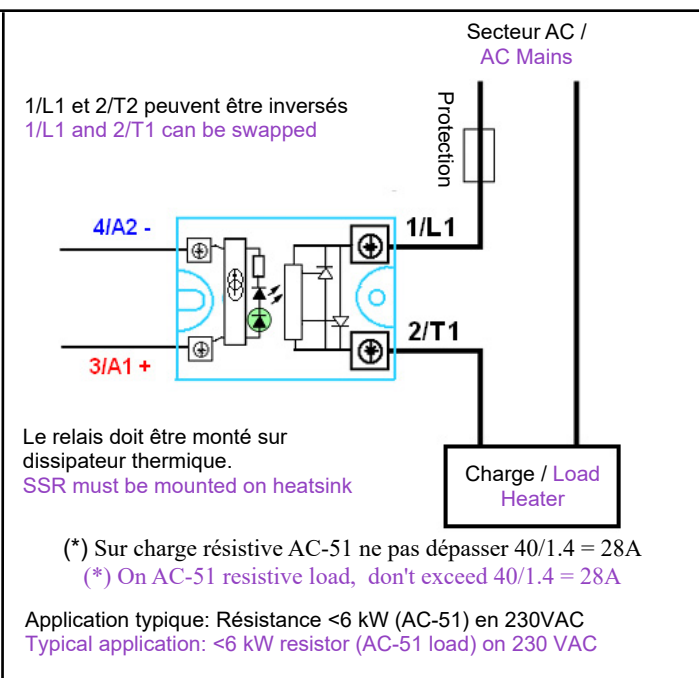 Secteur AC /
AC Mains
1/L1 et 2/T2 peuvent être inversés
1/L1 and 2/T1 can be swapped
Protection
4/A2 -
1/L1
2/T1
3/A1 +
Le relais doit être monté sur
dissipateur thermique.
SSR must be mounted on heatsink
Charge / Load
Heater
(*) Sur charge résistive AC-51 ne pas dépasser 40/1.4 = 28A
(*) On AC-51 resistive load, don't exceed 40/1.4 = 28A
Application typique: Résistance <6 kW (AC-51) en 230VAC
Typical application: <6 kW resistor (AC-51 load) on 230 VAC